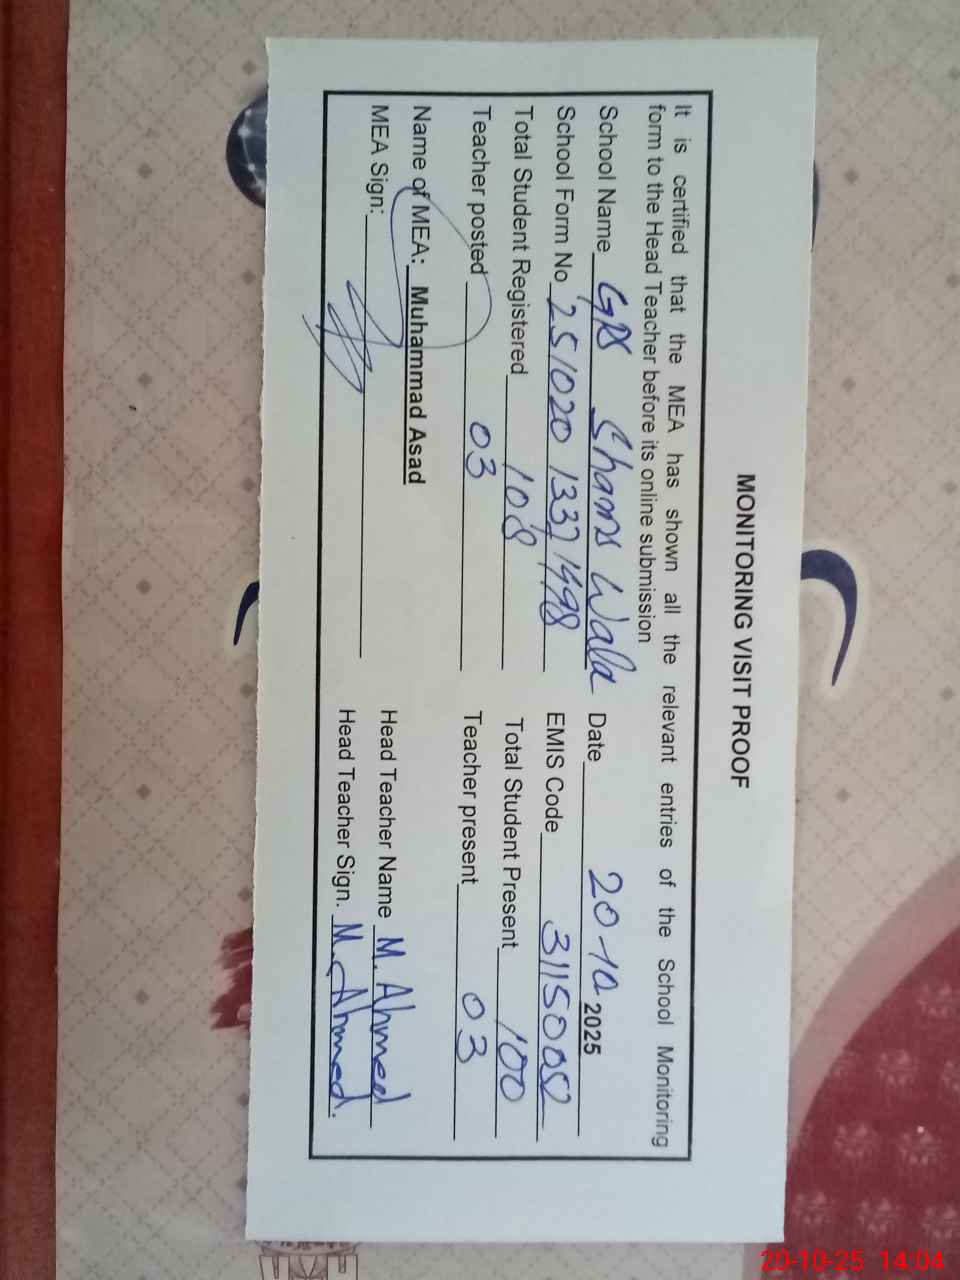 MONITORING VISIT PROOF
It is certified that the MEA has shown all the relevant entries of the School Monitoring
form to the Head Teacher before its online submission
School Name GPS Shams Wala Date 20-10 2025
School Form No 251020 1337 1498 EMIS Code 31150052
Total Student Registered 108 Total Student Present 100
Teacher posted 03 Teacher present 03
Name of MEA: Muhammad Asad Head Teacher Name M. Ahmed
MEA Sign: Head Teacher Sign. M. Ahmed.
20-10-25 14:04